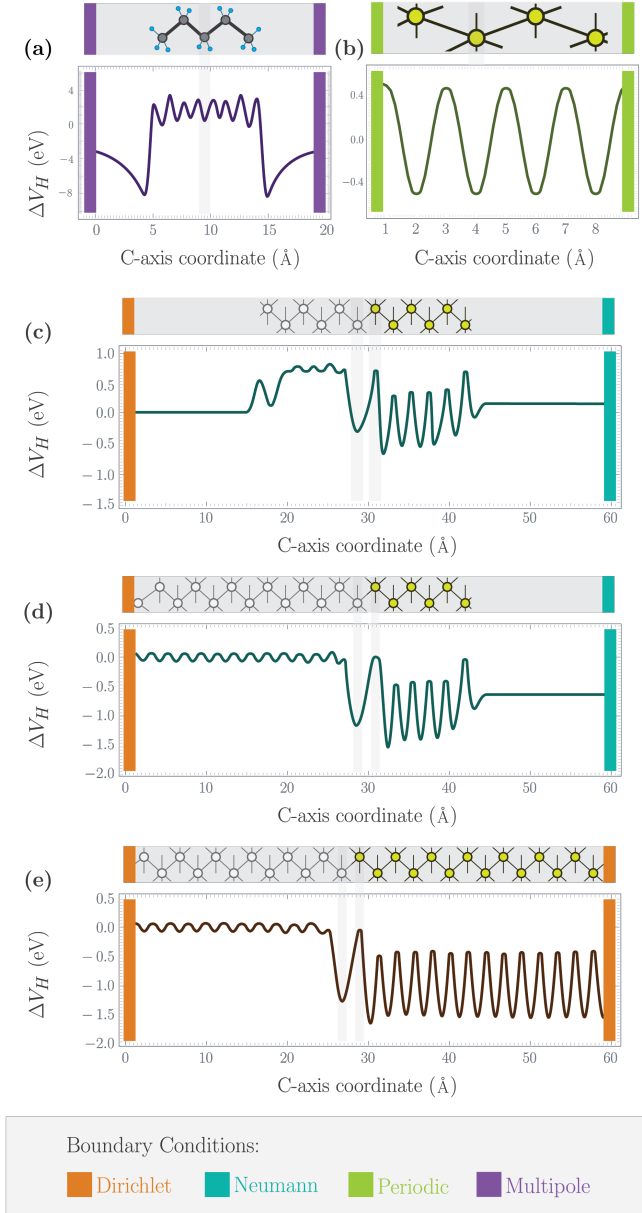 (a)
(b)
ΔV_H (eV)
4
0
−4
−8
0 5 10 15 20
C-axis coordinate (Å)
0.4
0.0
−0.4
1 2 3 4 5 6 7 8
C-axis coordinate (Å)
(c)
ΔV_H (eV)
1.0
0.5
0.0
−0.5
−1.0
−1.5
0 10 20 30 40 50 60
C-axis coordinate (Å)
(d)
ΔV_H (eV)
0.5
0.0
−0.5
−1.0
−1.5
−2.0
0 10 20 30 40 50 60
C-axis coordinate (Å)
(e)
ΔV_H (eV)
0.5
0.0
−0.5
−1.0
−1.5
−2.0
0 10 20 30 40 50 60
C-axis coordinate (Å)
Boundary Conditions:
Dirichlet Neumann Periodic Multipole